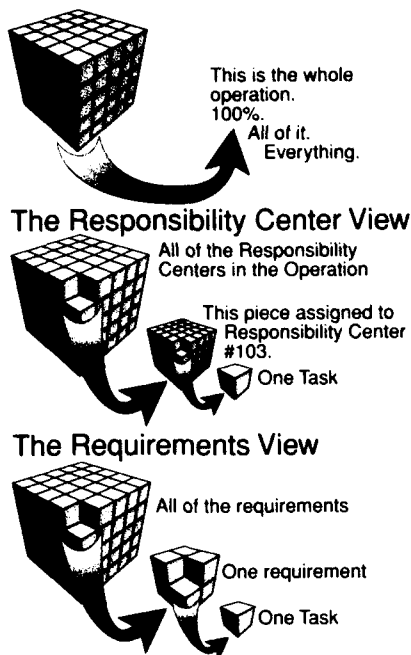 This is the whole
operation.
100%.
All of it.
Everything.
The Responsibility Center View
All of the Responsibility
Centers in the Operation
This piece assigned to
Responsibility Center
#103.
One Task
The Requirements View
All of the requirements
One requirement
One Task